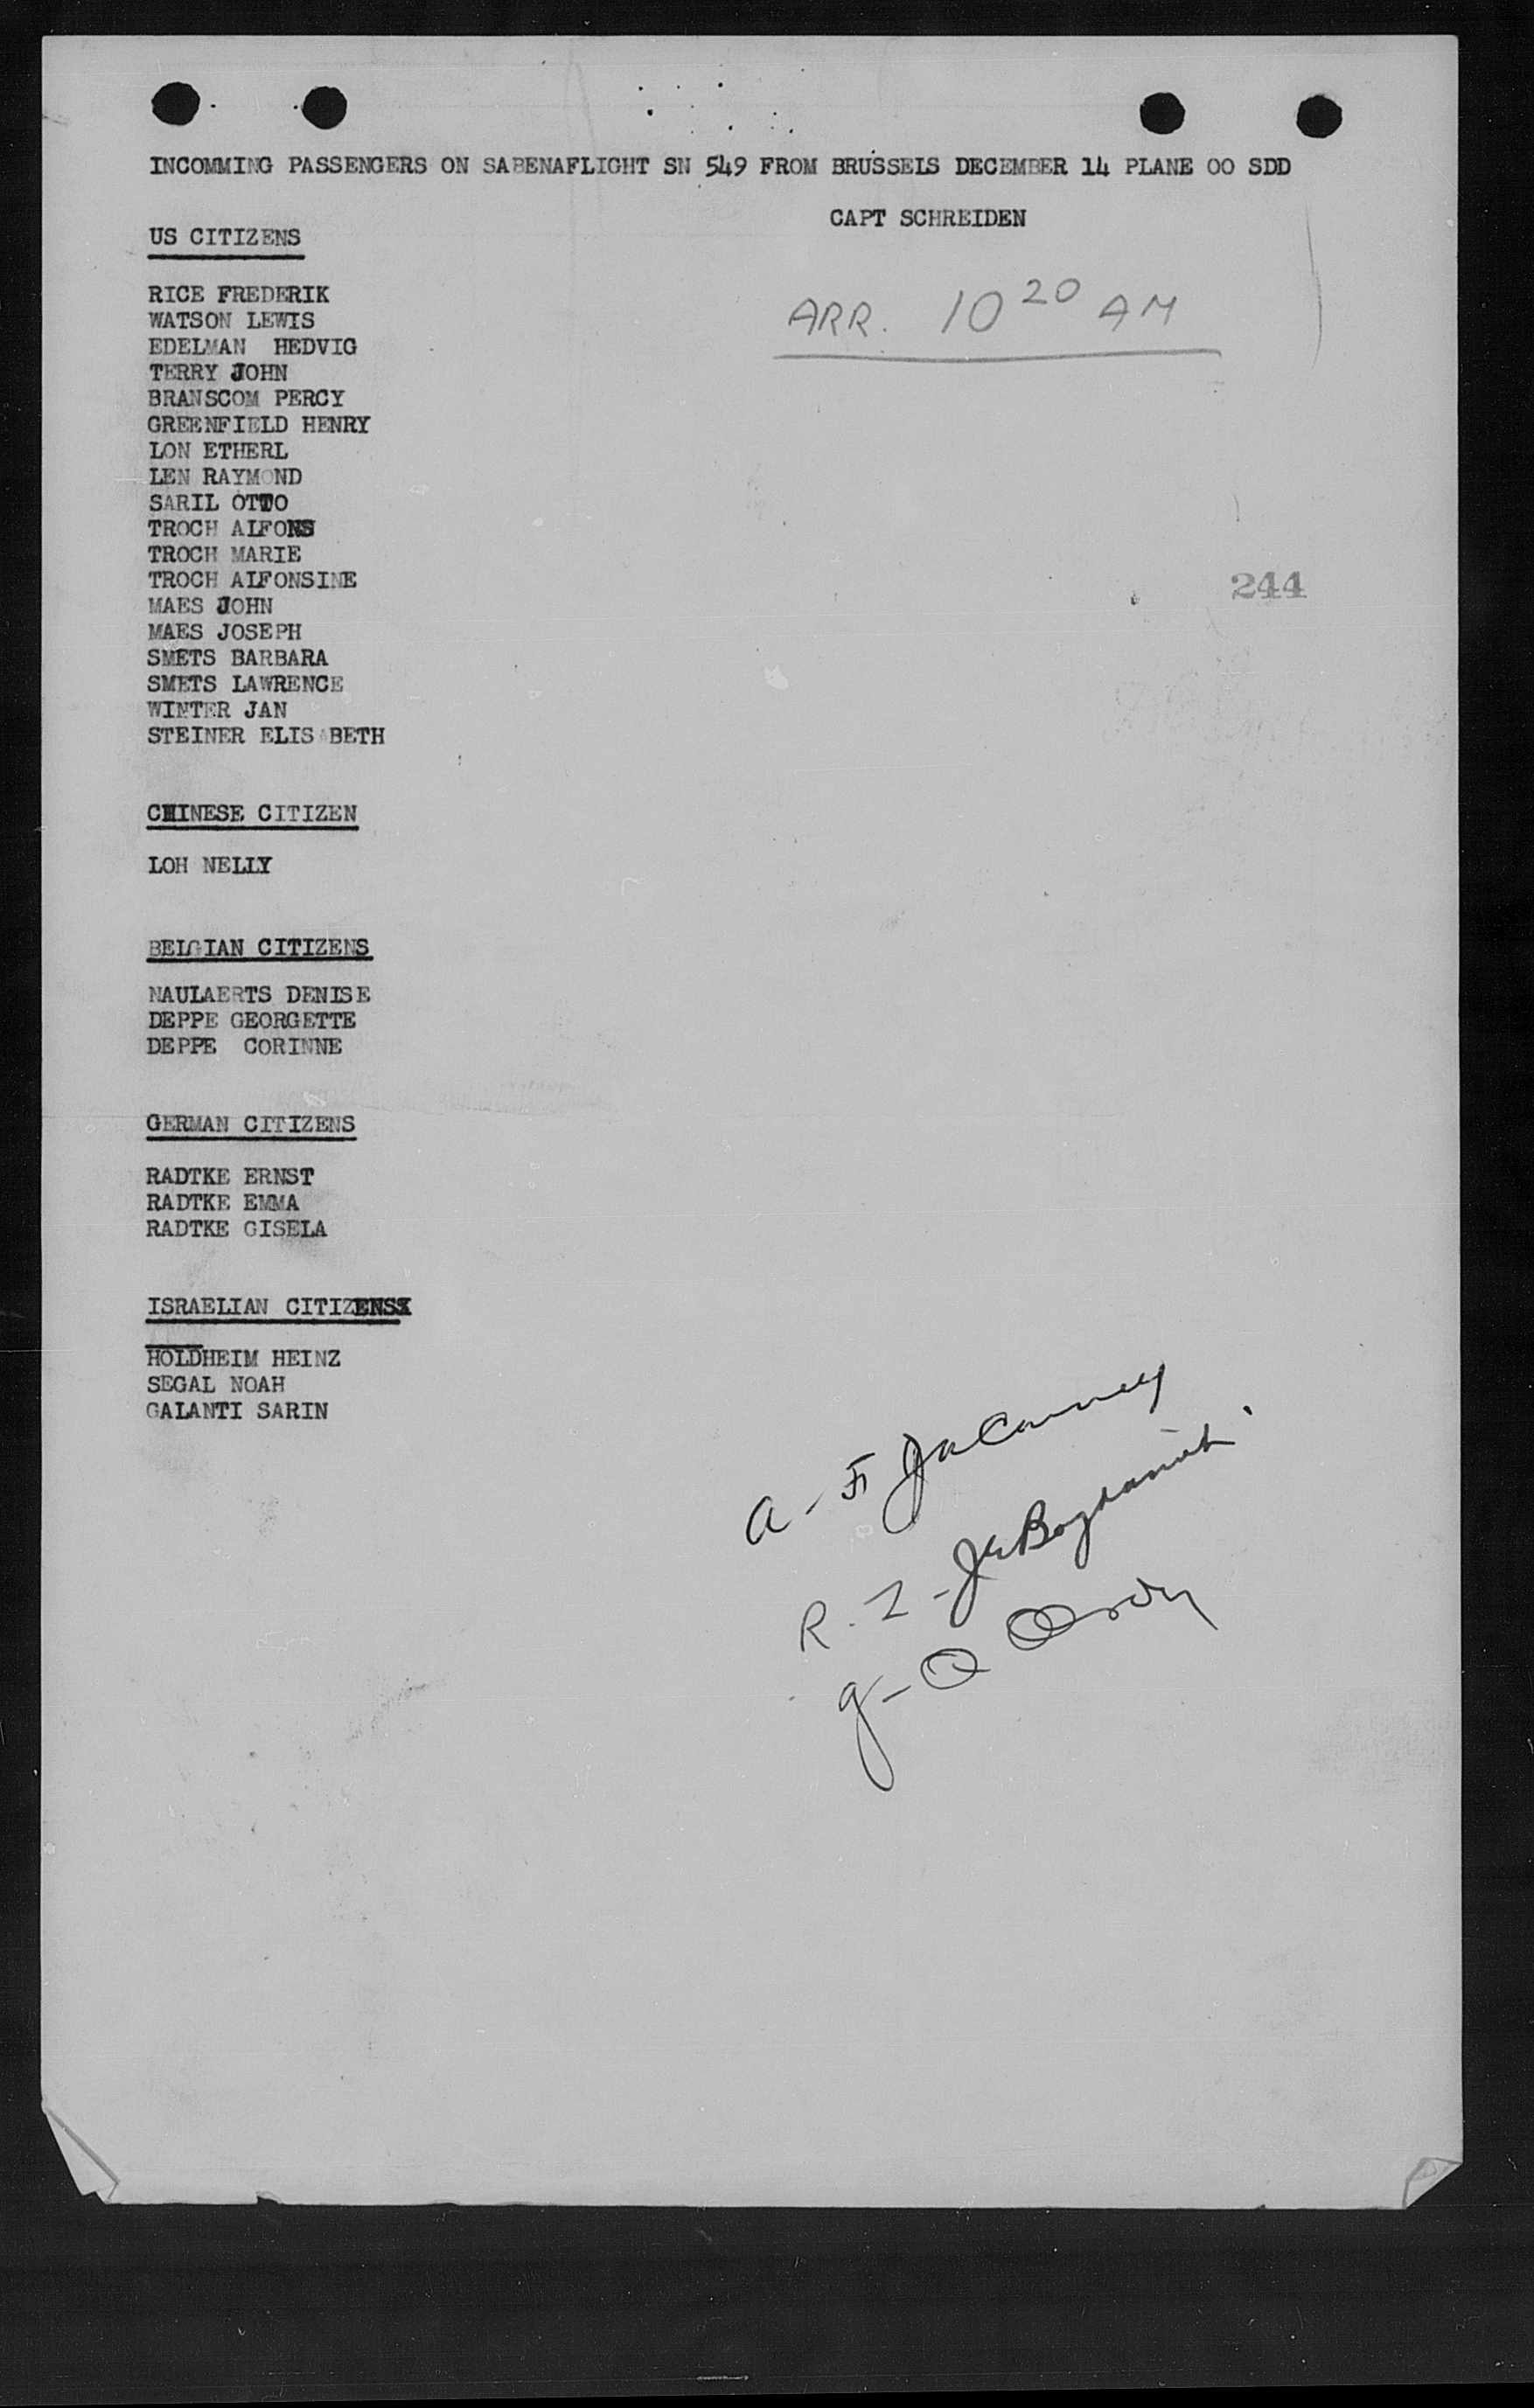 INCOMMING PASSENGERS ON SABENAFLIGHT SN 549 FROM BRUSSELS DECEMBER 14 PLANE OO SDD
CAPT SCHREIDEN
US CITIZENS
ARR. 10 20 AM
RICE FREDERIK
WATSON LEWIS
EDELMAN HEDVIG
TERRY JOHN
BRANSCOM PERCY
GREENFIELD HENRY
LON ETHERL
LEN RAYMOND
SARIL OTTO
TROCH ALFONS
TROCH MARIE
TROCH ALFONSINE
244
MAES JOHN
MAES JOSEPH
SMETS BARBARA
SMETS LAWRENCE
WINTER JAN
STEINER ELISABETH
CHINESE CITIZEN
LOH NELLY
BELGIAN CITIZENS
NAULAERTS DENISE
DEPPE GEORGETTE
DEPPE CORINNE
GERMAN CITIZENS
RADTKE ERNST
RADTKE EMMA
RADTKE GISELA
ISRAELIAN CITIZENS
HOLDHEIM HEINZ
SEGAL NOAH
GALANTI SARIN